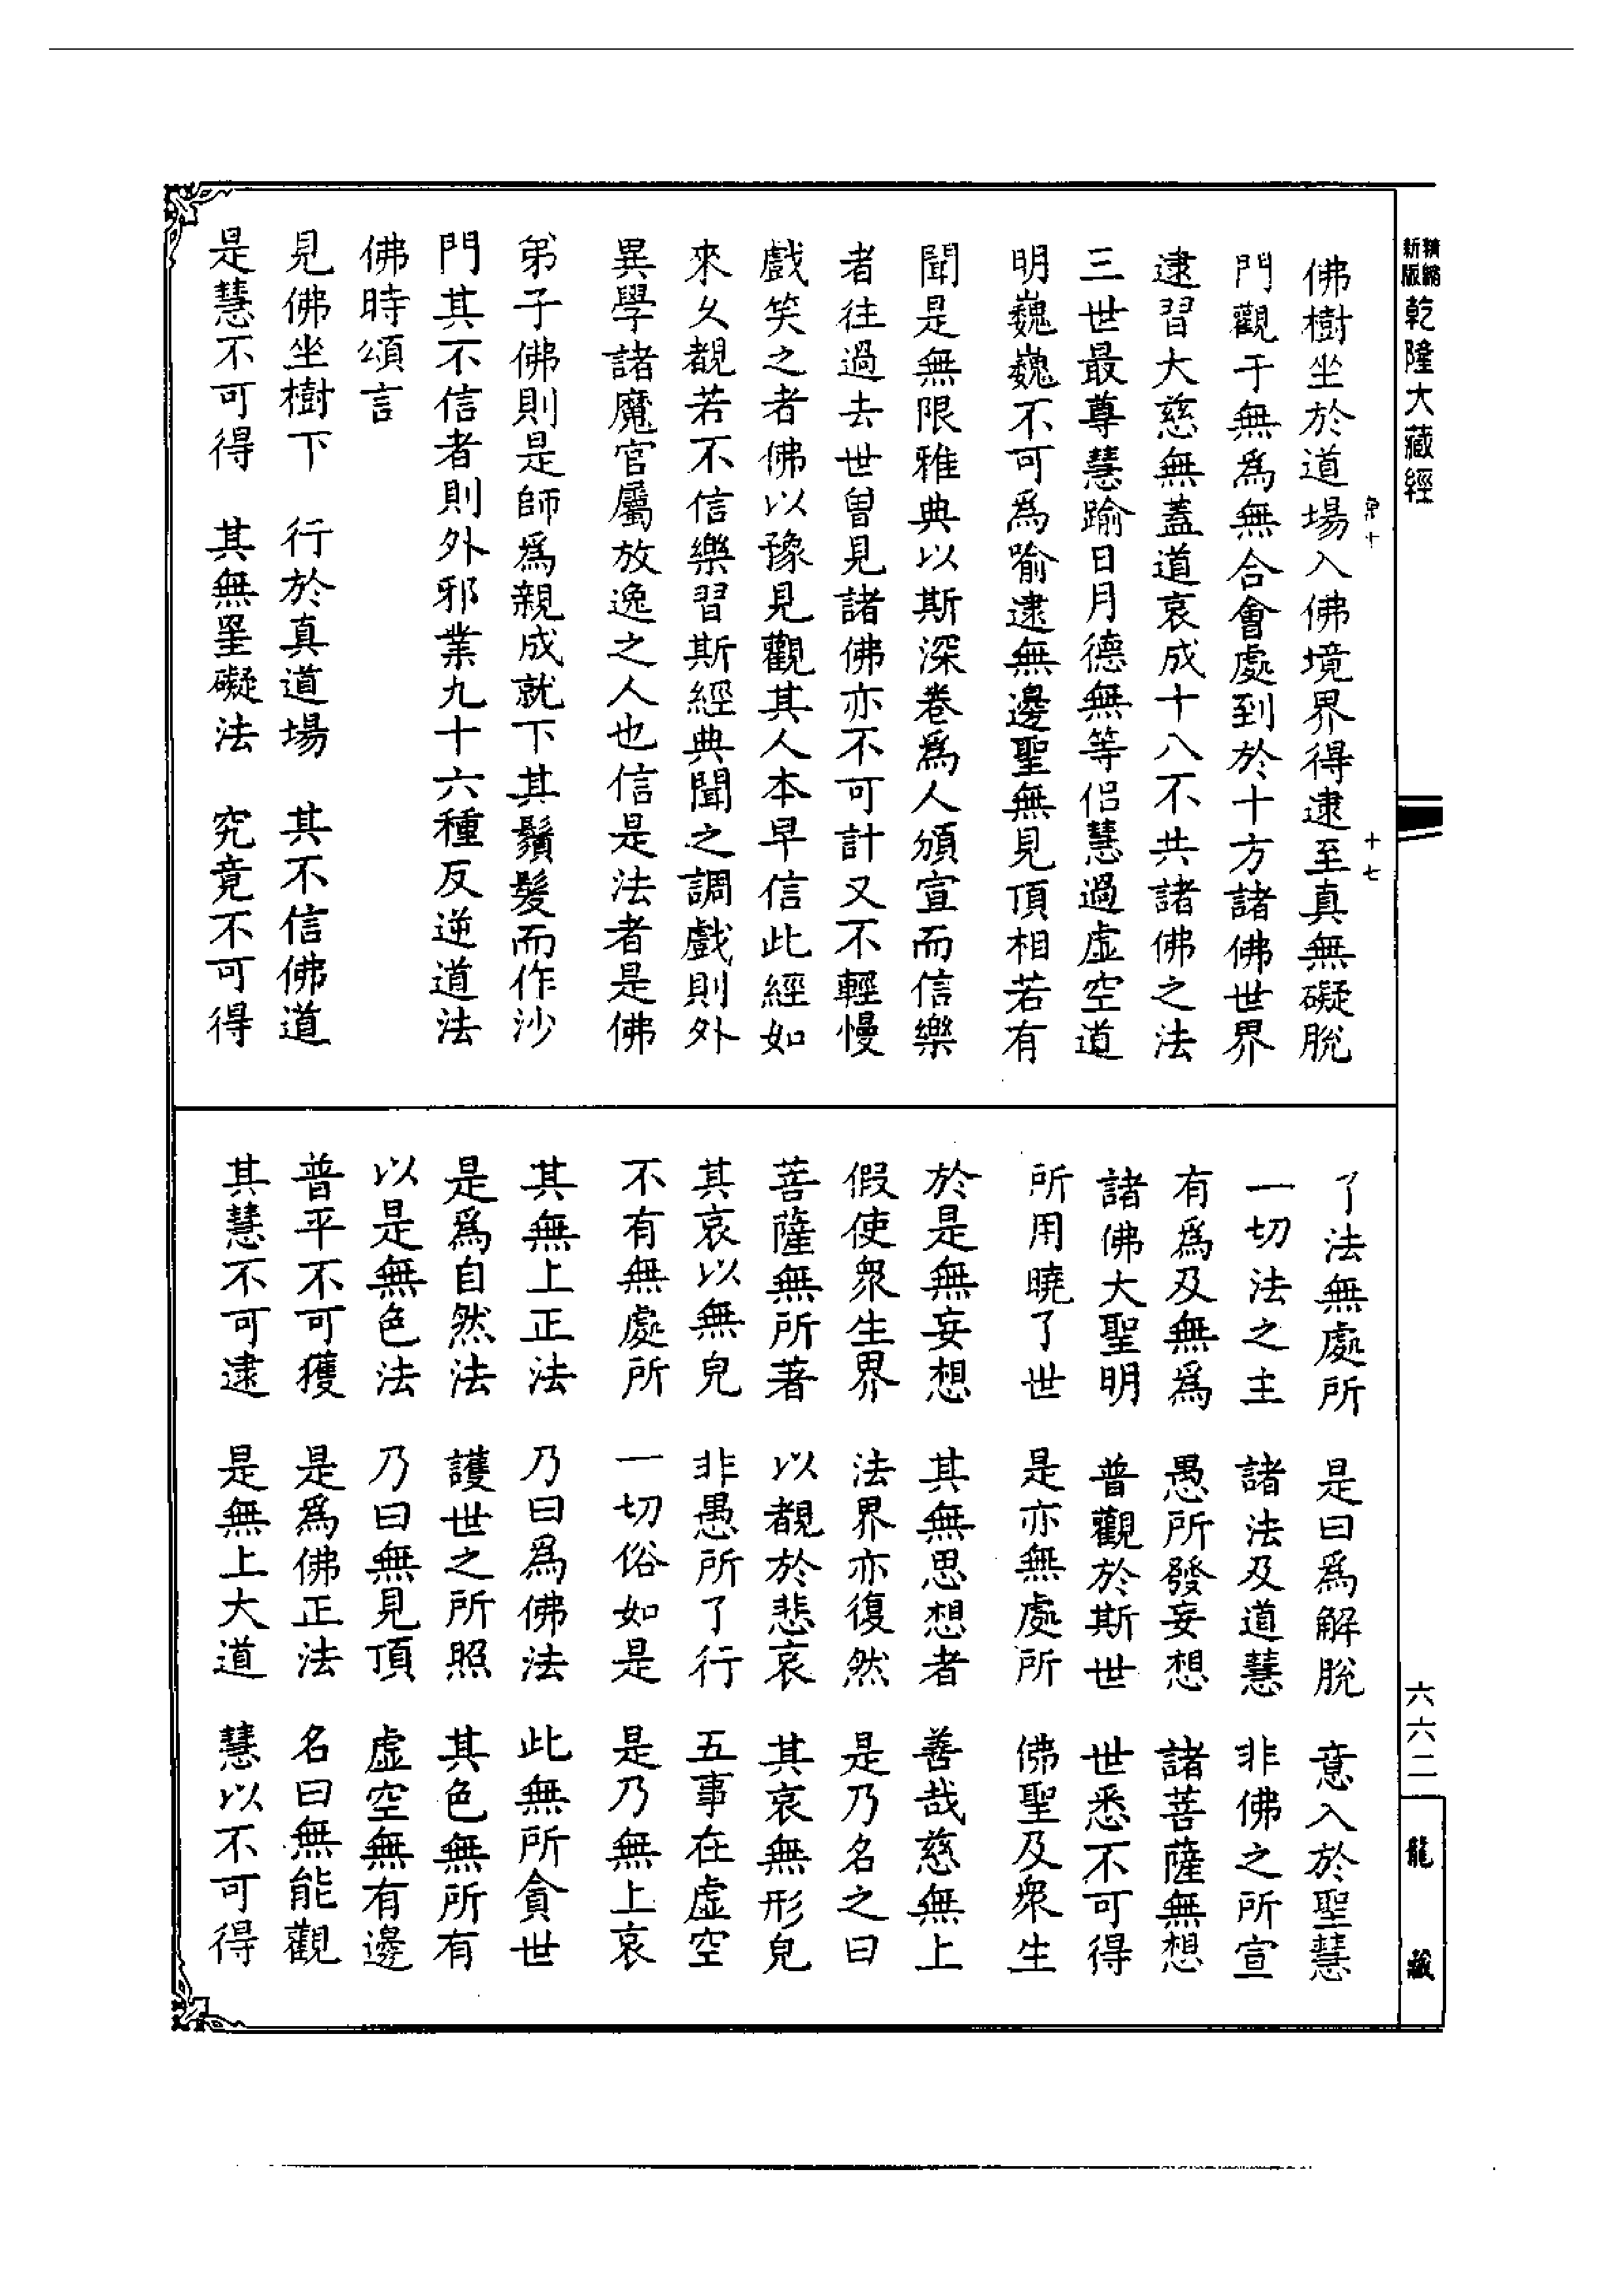 精縮新版乾隆大藏經
十七
佛樹坐於道場入佛境界得逮至真無礙脫
門觀于無爲無合會處到於十方諸佛世界
逮習大慈無蓋道哀成十八不共諸佛之法
三世最尊慧踰日月德無等侶慧過虛空道
明巍巍不可爲喻逮無邊聖無見頂相若有
聞是無限雅典以斯深卷爲人頒宣而信樂
者往過去世曾見諸佛亦不可計又不輕慢
戲笑之者佛以豫見觀其人本早信此經如
來久覩若不信樂習斯經典聞之調戲則外
異學諸魔官屬放逸之人也信是法者是佛
弟子佛則是師爲親成就下其鬚髮而作沙
門其不信者則外邪業九十六種反逆道法
佛時頌言
見佛坐樹下　行於真道場　其不信佛道
是慧不可得　其無罣礙法　究竟不可得
了法無處所　是曰爲解脫　意入於聖慧
一切法之主　諸法及道慧　非佛之所宣
有爲及無爲　愚所發妄想　諸菩薩無想
諸佛大聖明　普觀於斯世　世悉不可得
所用曉了世　是亦無處所　佛聖及衆生
於是無妄想　其無思想者　善哉慈無上
假使衆生界　法界亦復然　是乃名之曰
菩薩無所著　以覩於悲哀　其哀無形皃
其哀以無皃　非愚所了行　五事在虛空
不有無處所　一切俗如是　是乃無上哀
其無上正法　乃曰爲佛法　此無所貪世
是爲自然法　護世之所照　其色無所有
以是無色法　乃曰無見頂　虛空無有邊
普平不可獲　是爲佛正法　名曰無能觀
其慧不可逮　是無上大道　慧以不可得
六六二
龍藏